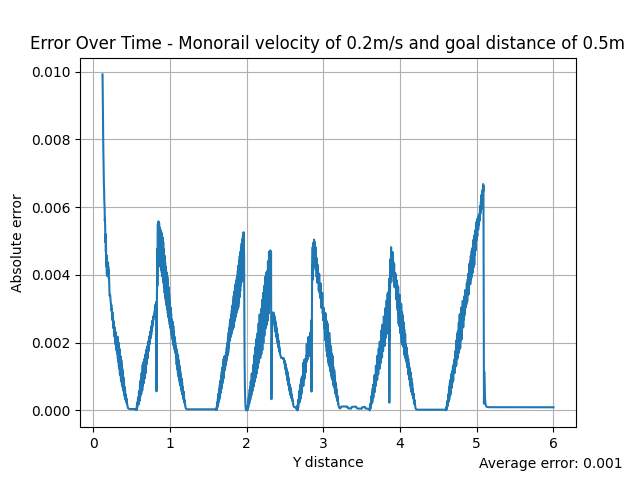 Error Over Time - Monorail velocity of 0.2m/s and goal distance of 0.5m
0.010
0.008
0.006
0.004
0.002
0.000
Absolute error
0 1 2 3 4 5 6
Y distance
Average error: 0.001